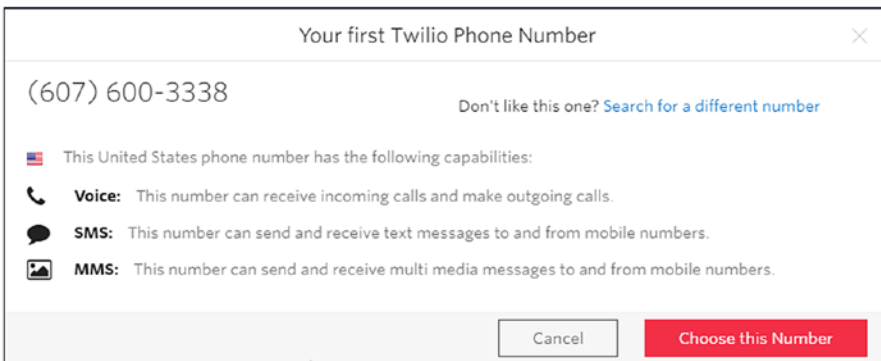 Your first Twilio Phone Number
(607) 600-3338
Don't like this one? Search for a different number
This United States phone number has the following capabilities:
Voice: This number can receive incoming calls and make outgoing calls.
SMS: This number can send and receive text messages to and from mobile numbers.
MMS: This number can send and receive multi media messages to and from mobile numbers.
Cancel
Choose this Number